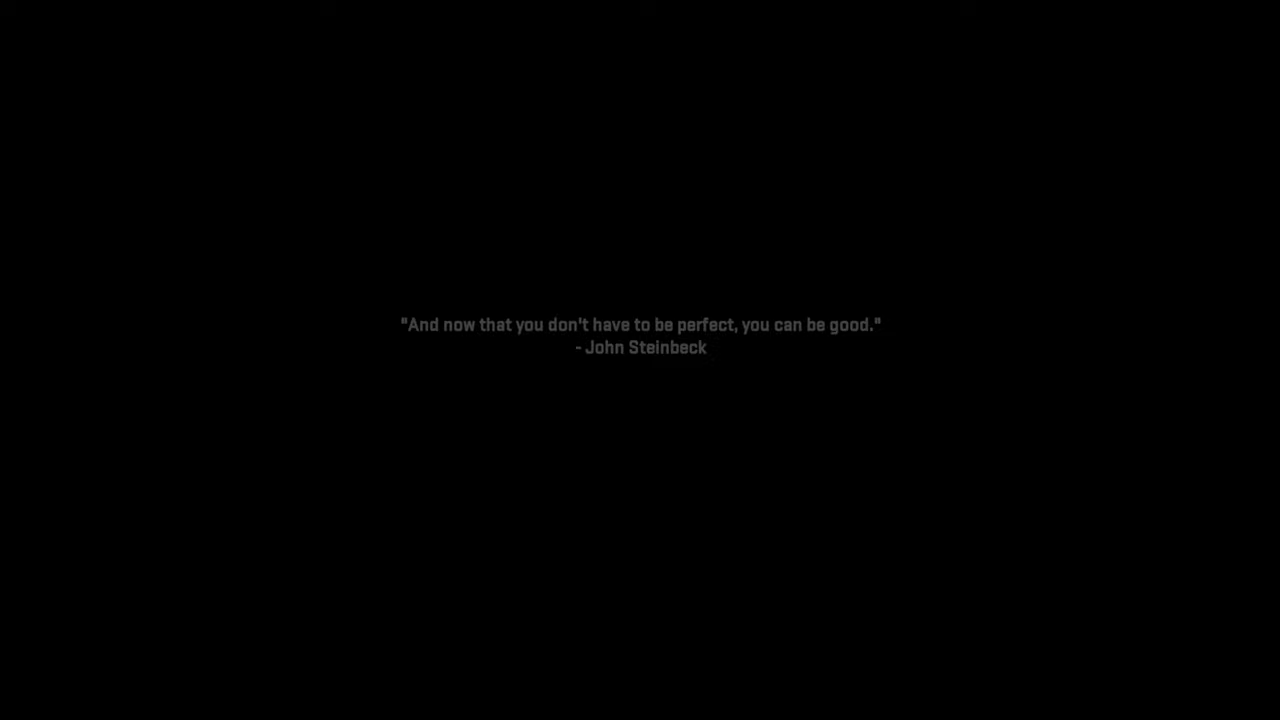 "And now that you don't have to be perfect, you can be good."
- John Steinbeck